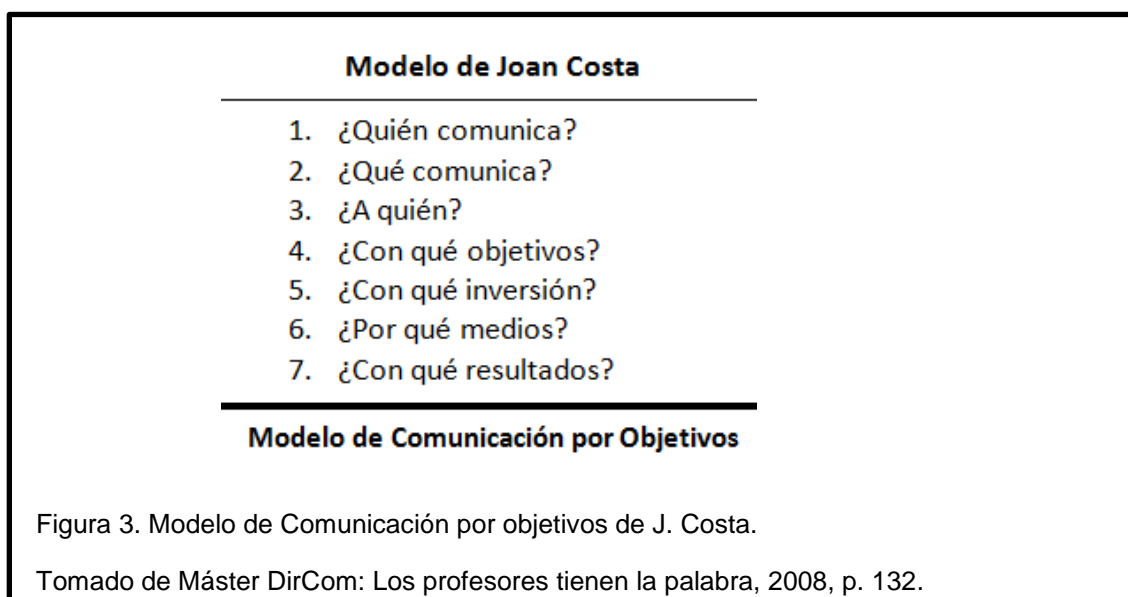 Modelo de Joan Costa
1. ¿Quién comunica?
2. ¿Qué comunica?
3. ¿A quién?
4. ¿Con qué objetivos?
5. ¿Con qué inversión?
6. ¿Por qué medios?
7. ¿Con qué resultados?
Modelo de Comunicación por Objetivos
Figura 3. Modelo de Comunicación por objetivos de J. Costa.
Tomado de Máster DirCom: Los profesores tienen la palabra, 2008, p. 132.